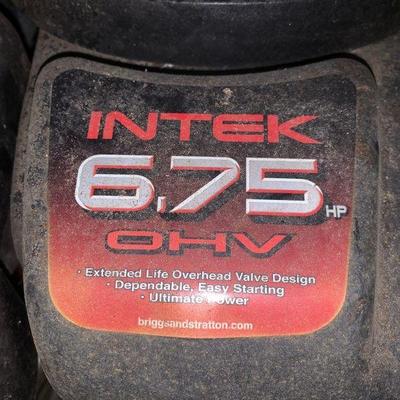 INTEK
6.75 HP
OHV
· Extended Life Overhead Valve Design
· Dependable, Easy Starting
· Ultimate Power
briggsandstratton.com